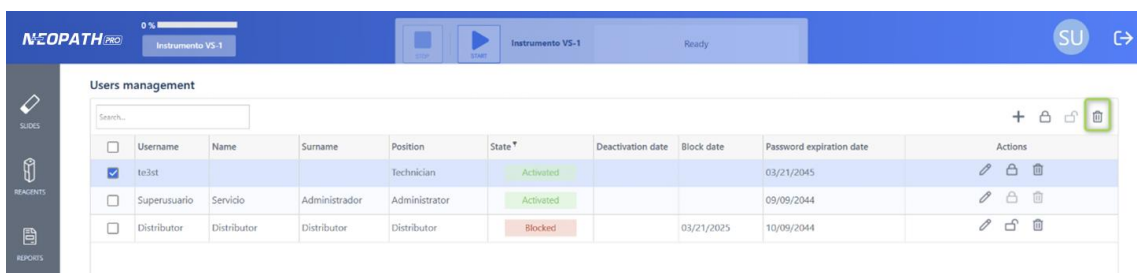 NEOPATH PRO
0 %
Instrumento VS-1
STOP
START
Instrumento VS-1
Ready
SU
SLIDES
REAGENTS
REPORTS
Users management
Search...
Username Name Surname Position State Deactivation date Block date Password expiration date Actions
te3st Technician Activated 03/21/2045
Superusuario Servicio Administrador Administrator Activated 09/09/2044
Distributor Distributor Distributor Distributor Blocked 03/21/2025 10/09/2044